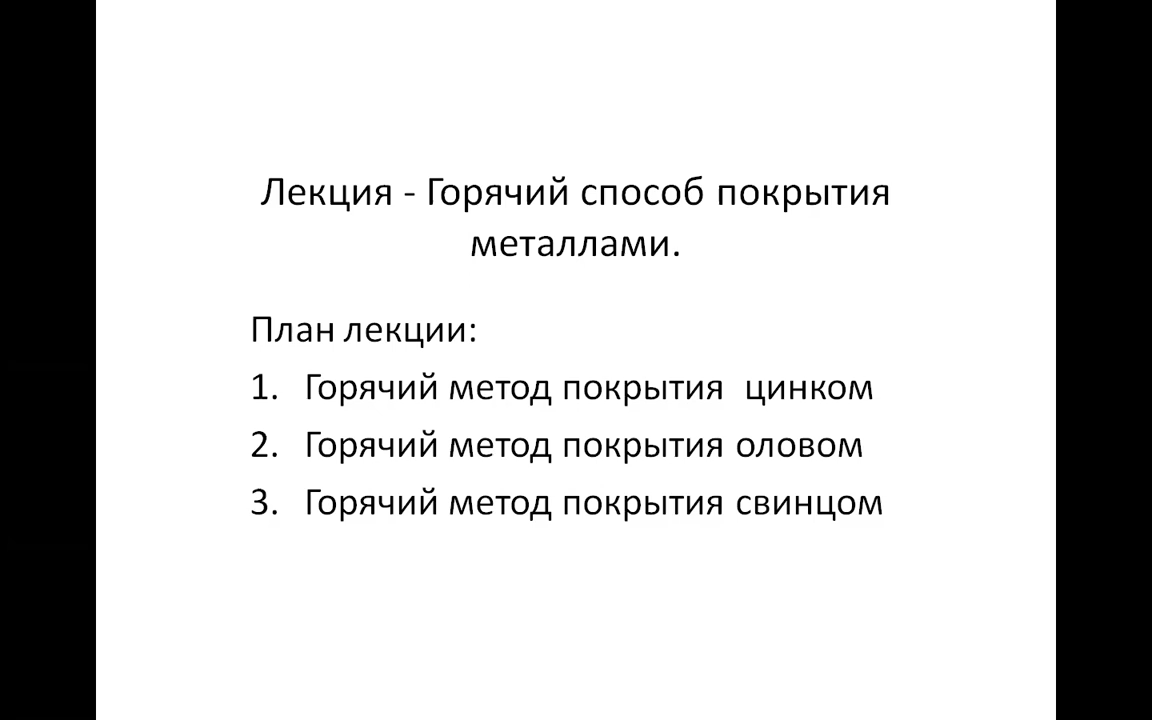 Лекция - Горячий способ покрытия
металлами.
План лекции:
1. Горячий метод покрытия  цинком
2. Горячий метод покрытия оловом
3. Горячий метод покрытия свинцом